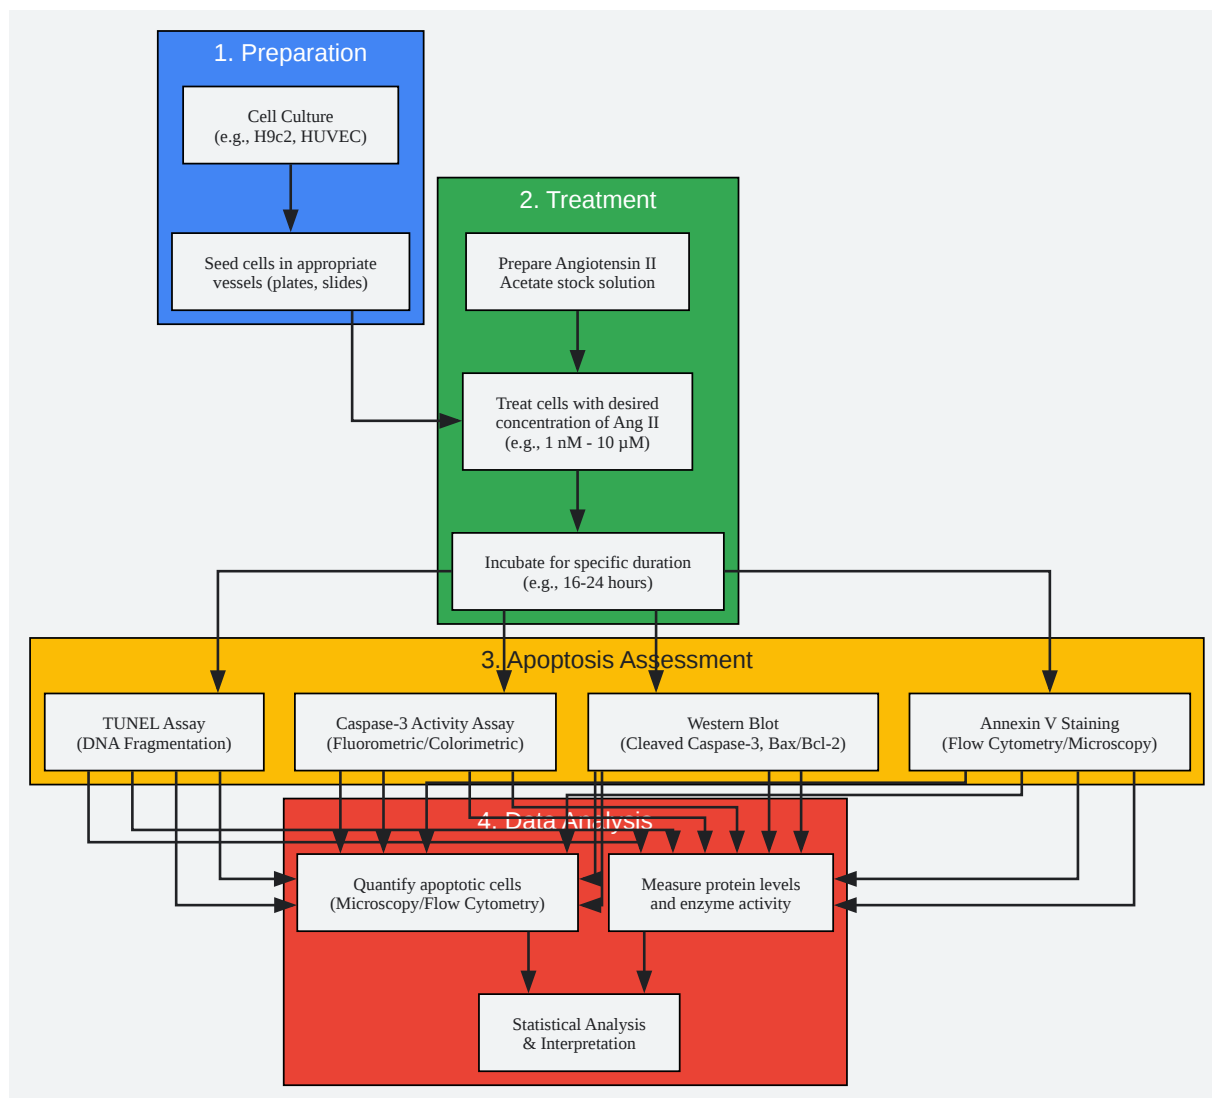 1. Preparation
Cell Culture
(e.g., H9c2, HUVEC)
Seed cells in appropriate
vessels (plates, slides)
2. Treatment
Prepare Angiotensin II
Acetate stock solution
Treat cells with desired
concentration of Ang II
(e.g., 1 nM - 10 µM)
Incubate for specific duration
(e.g., 16-24 hours)
3. Apoptosis Assessment
TUNEL Assay
(DNA Fragmentation)
Caspase-3 Activity Assay
(Fluorometric/Colorimetric)
Western Blot
(Cleaved Caspase-3, Bax/Bcl-2)
Annexin V Staining
(Flow Cytometry/Microscopy)
4. Data Analysis
Quantify apoptotic cells
(Microscopy/Flow Cytometry)
Measure protein levels
and enzyme activity
Statistical Analysis
& Interpretation